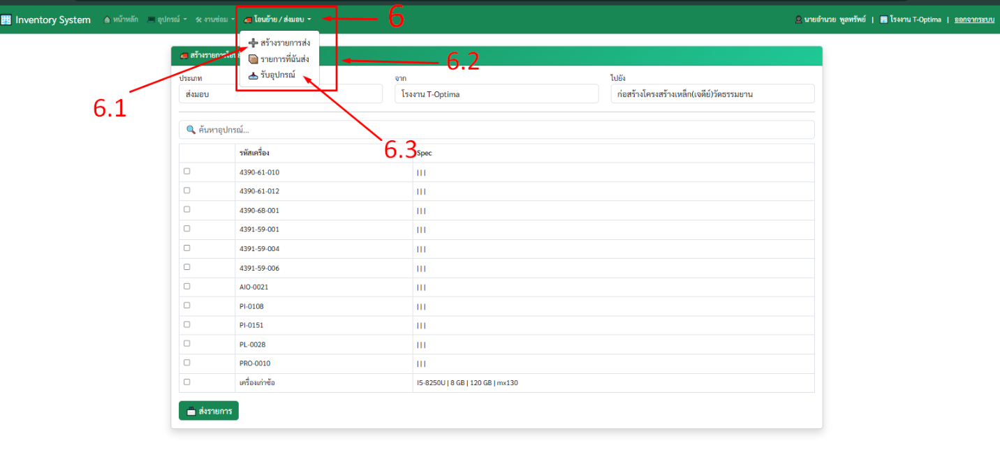 Inventory System หน้าหลัก อุปกรณ์ งานซ่อม โอนย้าย / ส่งมอบ 6 นายอำนวย พูลทรัพย์ | โรงงาน T-Optima | ออกจากระบบ
สร้างรายการส่ง
รายการที่ฉันส่ง
รับอุปกรณ์
6.1
6.2
6.3
สร้างรายการโอน
ประเภท จาก ไปยัง
ส่งมอบ โรงงาน T-Optima ก่อสร้างโครงสร้างเหล็ก(เจดีย์)วัดธรรมยาน
ค้นหาอุปกรณ์...
รหัสเครื่อง Spec
4390-61-010 | | |
4390-61-012 | | |
4390-68-001 | | |
4391-59-001 | | |
4391-59-004 | | |
4391-59-006 | | |
AIO-0021 | | |
PI-0108 | | |
PI-0151 | | |
PL-0028 | | |
PRO-0010 | | |
เครื่องเก่าซ้อ I5-8250U | 8 GB | 120 GB | mx130
ส่งรายการ